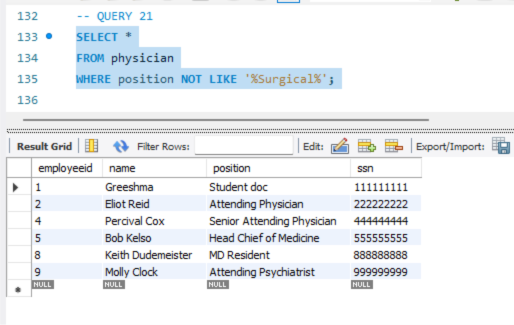 132 -- QUERY 21
133 SELECT *
134 FROM physician
135 WHERE position NOT LIKE '%Surgical%';
136
Result Grid Filter Rows: Edit: Export/Import:
employeeid name position ssn
1 Greeshma Student doc 111111111
2 Eliot Reid Attending Physician 222222222
4 Percival Cox Senior Attending Physician 444444444
5 Bob Kelso Head Chief of Medicine 555555555
8 Keith Dudemeister MD Resident 888888888
9 Molly Clock Attending Psychiatrist 999999999
NULL NULL NULL NULL